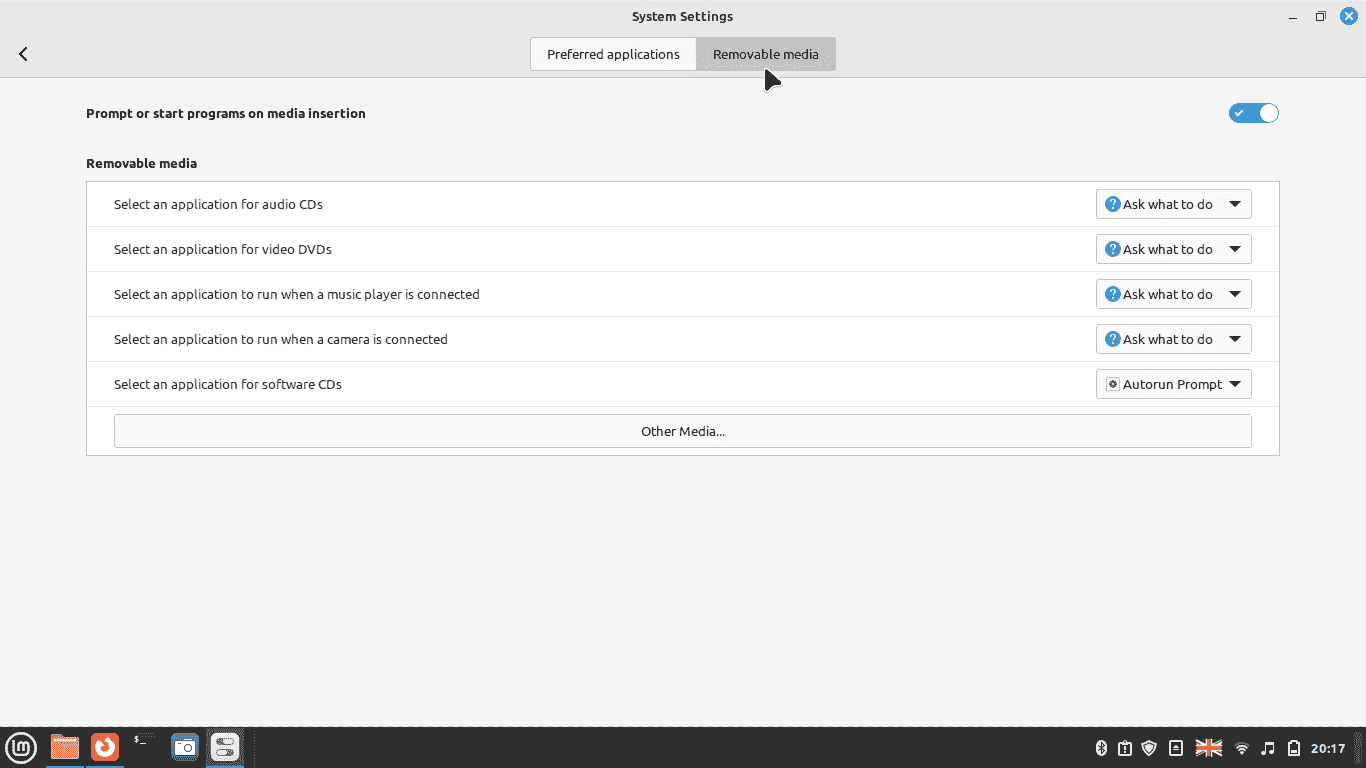 System Settings
Preferred applications
Removable media
Prompt or start programs on media insertion
Removable media
Select an application for audio CDs
Ask what to do
Select an application for video DVDs
Ask what to do
Select an application to run when a music player is connected
Ask what to do
Select an application to run when a camera is connected
Ask what to do
Select an application for software CDs
Autorun Prompt
Other Media...
20:17